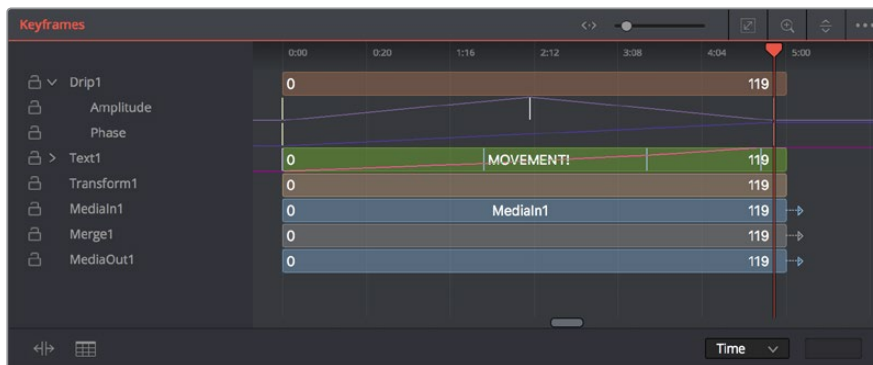 Keyframes
0:00 0:20 1:16 2:12 3:08 4:04 5:00
Drip1 0 119
Amplitude
Phase
Text1 0 MOVEMENT! 119
Transform1 0 119
MediaIn1 0 MediaIn1 119
Merge1 0 119
MediaOut1 0 119
Time